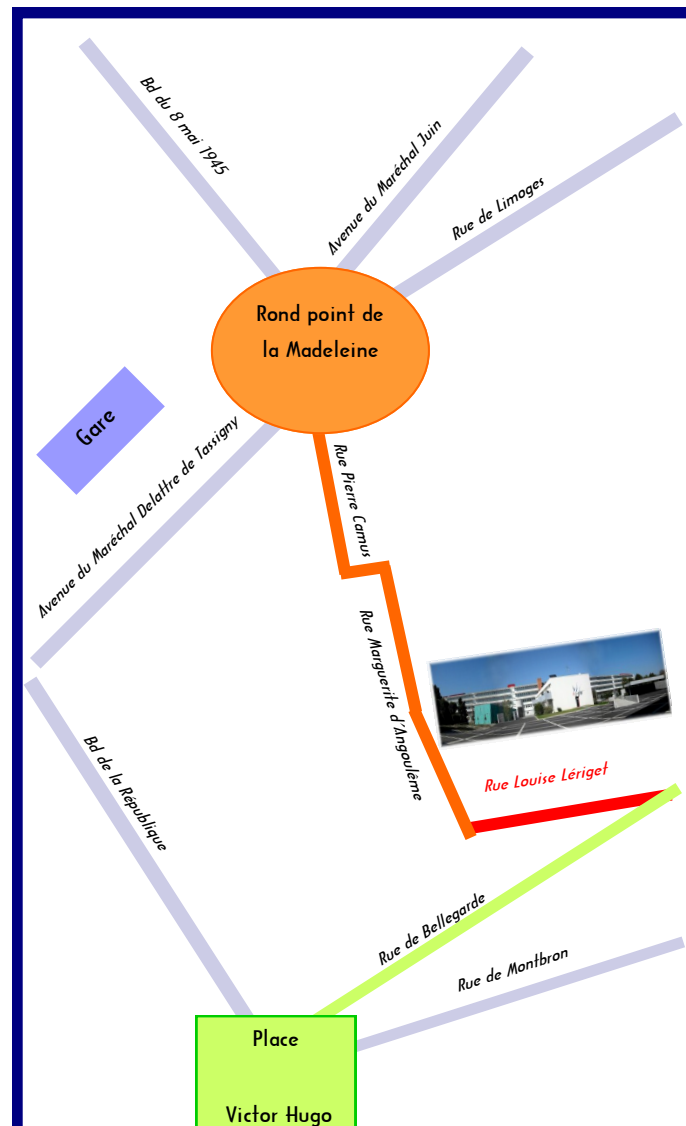 Bd du 8 mai 1945
Avenue du Maréchal Juin
Rue de Limoges
Rond point de
la Madeleine
Gare
Avenue du Maréchal Delattre de Tassigny
Rue Pierre Camus
Rue Marguerite d'Angoulème
Rue Louise Lériget
Bd de la République
Rue de Bellegarde
Rue de Montbron
Place
Victor Hugo